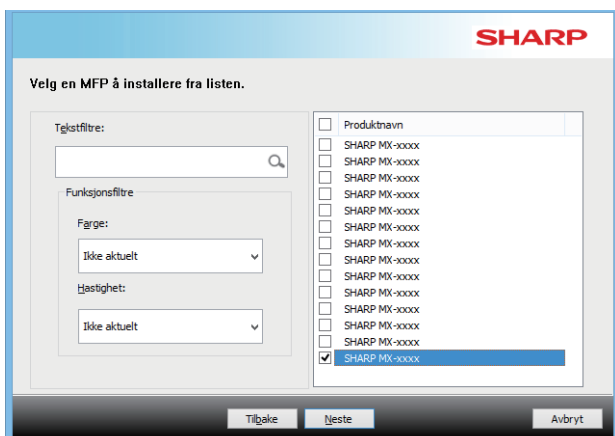 SHARP
Velg en MFP å installere fra listen.
Tekstfiltre:
Funksjonsfiltre
Farge:
Ikke aktuelt
Hastighet:
Ikke aktuelt
Produktnavn
SHARP MX-xxxx
SHARP MX-xxxx
SHARP MX-xxxx
SHARP MX-xxxx
SHARP MX-xxxx
SHARP MX-xxxx
SHARP MX-xxxx
SHARP MX-xxxx
SHARP MX-xxxx
SHARP MX-xxxx
SHARP MX-xxxx
SHARP MX-xxxx
SHARP MX-xxxx
SHARP MX-xxxx
Tilbake
Neste
Avbryt